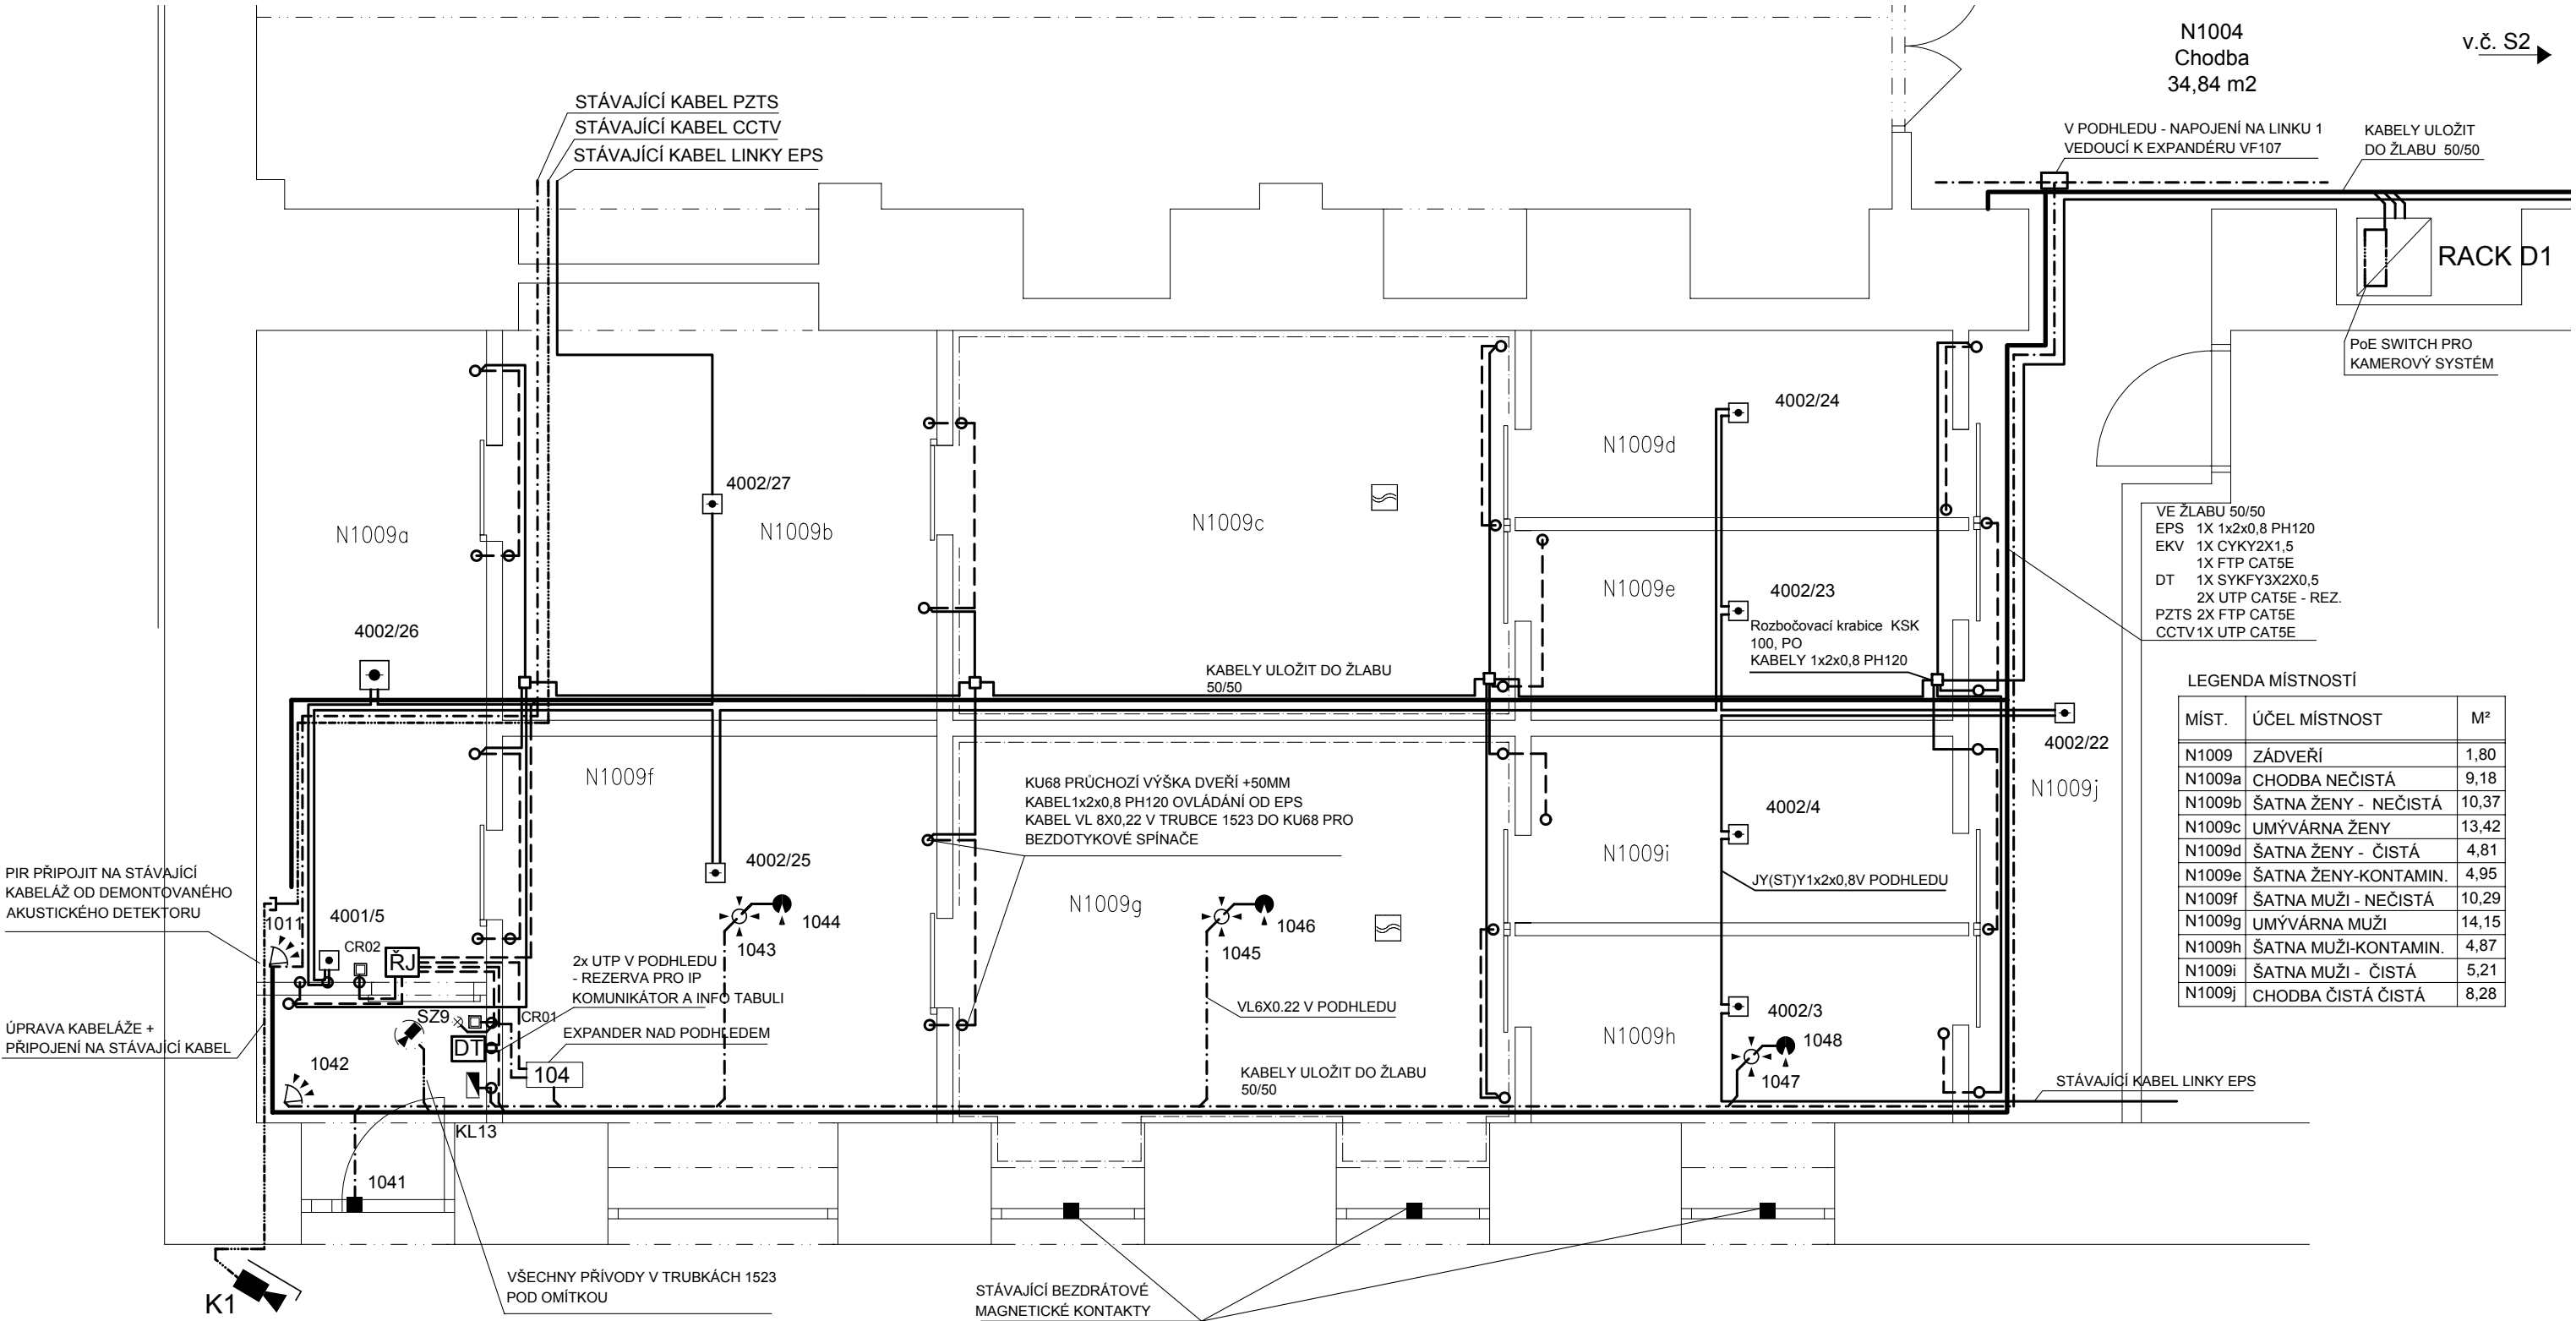 N1004
Chodba
34,84 m2
v.č. S2
STÁVAJÍCÍ KABEL PZTS
STÁVAJÍCÍ KABEL CCTV
STÁVAJÍCÍ KABEL LINKY EPS
V PODHLEDU - NAPOJENÍ NA LINKU 1
VEDOUCÍ K EXPANDÉRU VF107
KABELY ULOŽIT
DO ŽLABU 50/50
RACK D1
PoE SWITCH PRO
KAMEROVÝ SYSTÉM
4002/24
N1009d
4002/27
N1009a
N1009b
N1009c
VE ŽLABU 50/50
EPS 1X 1x2x0,8 PH120
EKV 1X CYKY2X1,5
1X FTP CAT5E
DT 1X SYKFY3X2X0,5
2X UTP CAT5E - REZ.
PZTS 2X FTP CAT5E
CCTV1X UTP CAT5E
N1009e
4002/23
4002/26
Rozbočovací krabice KSK
100, PO
KABELY 1x2x0,8 PH120
KABELY ULOŽIT DO ŽLABU
50/50
LEGENDA MÍSTNOSTÍ
MÍST. ÚČEL MÍSTNOST M²
N1009 ZÁDVEŘÍ 1,80
N1009a CHODBA NEČISTÁ 9,18
N1009b ŠATNA ŽENY - NEČISTÁ 10,37
N1009c UMÝVÁRNA ŽENY 13,42
N1009d ŠATNA ŽENY - ČISTÁ 4,81
N1009e ŠATNA ŽENY-KONTAMIN. 4,95
N1009f ŠATNA MUŽI - NEČISTÁ 10,29
N1009g UMÝVÁRNA MUŽI 14,15
N1009h ŠATNA MUŽI-KONTAMIN. 4,87
N1009i ŠATNA MUŽI - ČISTÁ 5,21
N1009j CHODBA ČISTÁ ČISTÁ 8,28
4002/22
N1009f
N1009j
KU68 PRŮCHOZÍ VÝŠKA DVEŘÍ +50MM
KABEL1x2x0,8 PH120 OVLÁDÁNÍ OD EPS
KABEL VL 8X0,22 V TRUBCE 1523 DO KU68 PRO
BEZDOTYKOVÉ SPÍNAČE
4002/4
4002/25
N1009i
PIR PŘIPOJIT NA STÁVAJÍCÍ
KABELÁŽ OD DEMONTOVANÉHO
AKUSTICKÉHO DETEKTORU
JY(ST)Y1x2x0,8V PODHLEDU
N1009g
1011
4001/5
CR02
ŘJ
1044
1043
1046
1045
2x UTP V PODHLEDU
- REZERVA PRO IP
KOMUNIKÁTOR A INFO TABULI
VL6X0.22 V PODHLEDU
4002/3
SZ9
CR01
ÚPRAVA KABELÁŽE +
PŘIPOJENÍ NA STÁVAJÍCÍ KABEL
EXPANDER NAD PODHLEDEM
DT
N1009h
1048
1042
104
KABELY ULOŽIT DO ŽLABU
50/50
1047
STÁVAJÍCÍ KABEL LINKY EPS
KL13
1041
VŠECHNY PŘÍVODY V TRUBKÁCH 1523
POD OMÍTKOU
STÁVAJÍCÍ BEZDRÁTOVÉ
MAGNETICKÉ KONTAKTY
K1